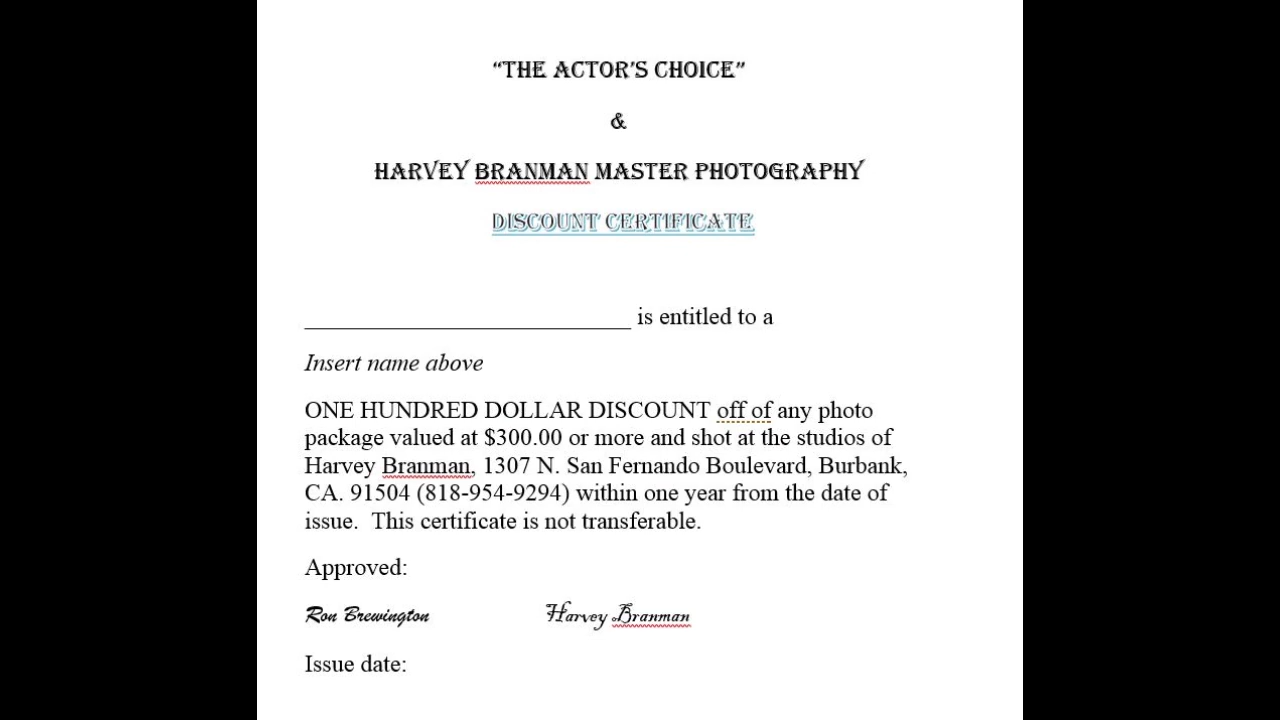 “THE ACTOR’S CHOICE”
&
HARVEY BRANMAN MASTER PHOTOGRAPHY
DISCOUNT CERTIFICATE
___________________________ is entitled to a
Insert name above
ONE HUNDRED DOLLAR DISCOUNT off of any photo
package valued at $300.00 or more and shot at the studios of
Harvey Branman, 1307 N. San Fernando Boulevard, Burbank,
CA. 91504 (818-954-9294) within one year from the date of
issue.  This certificate is not transferable.
Approved:
Ron Brewington Harvey Branman
Issue date: